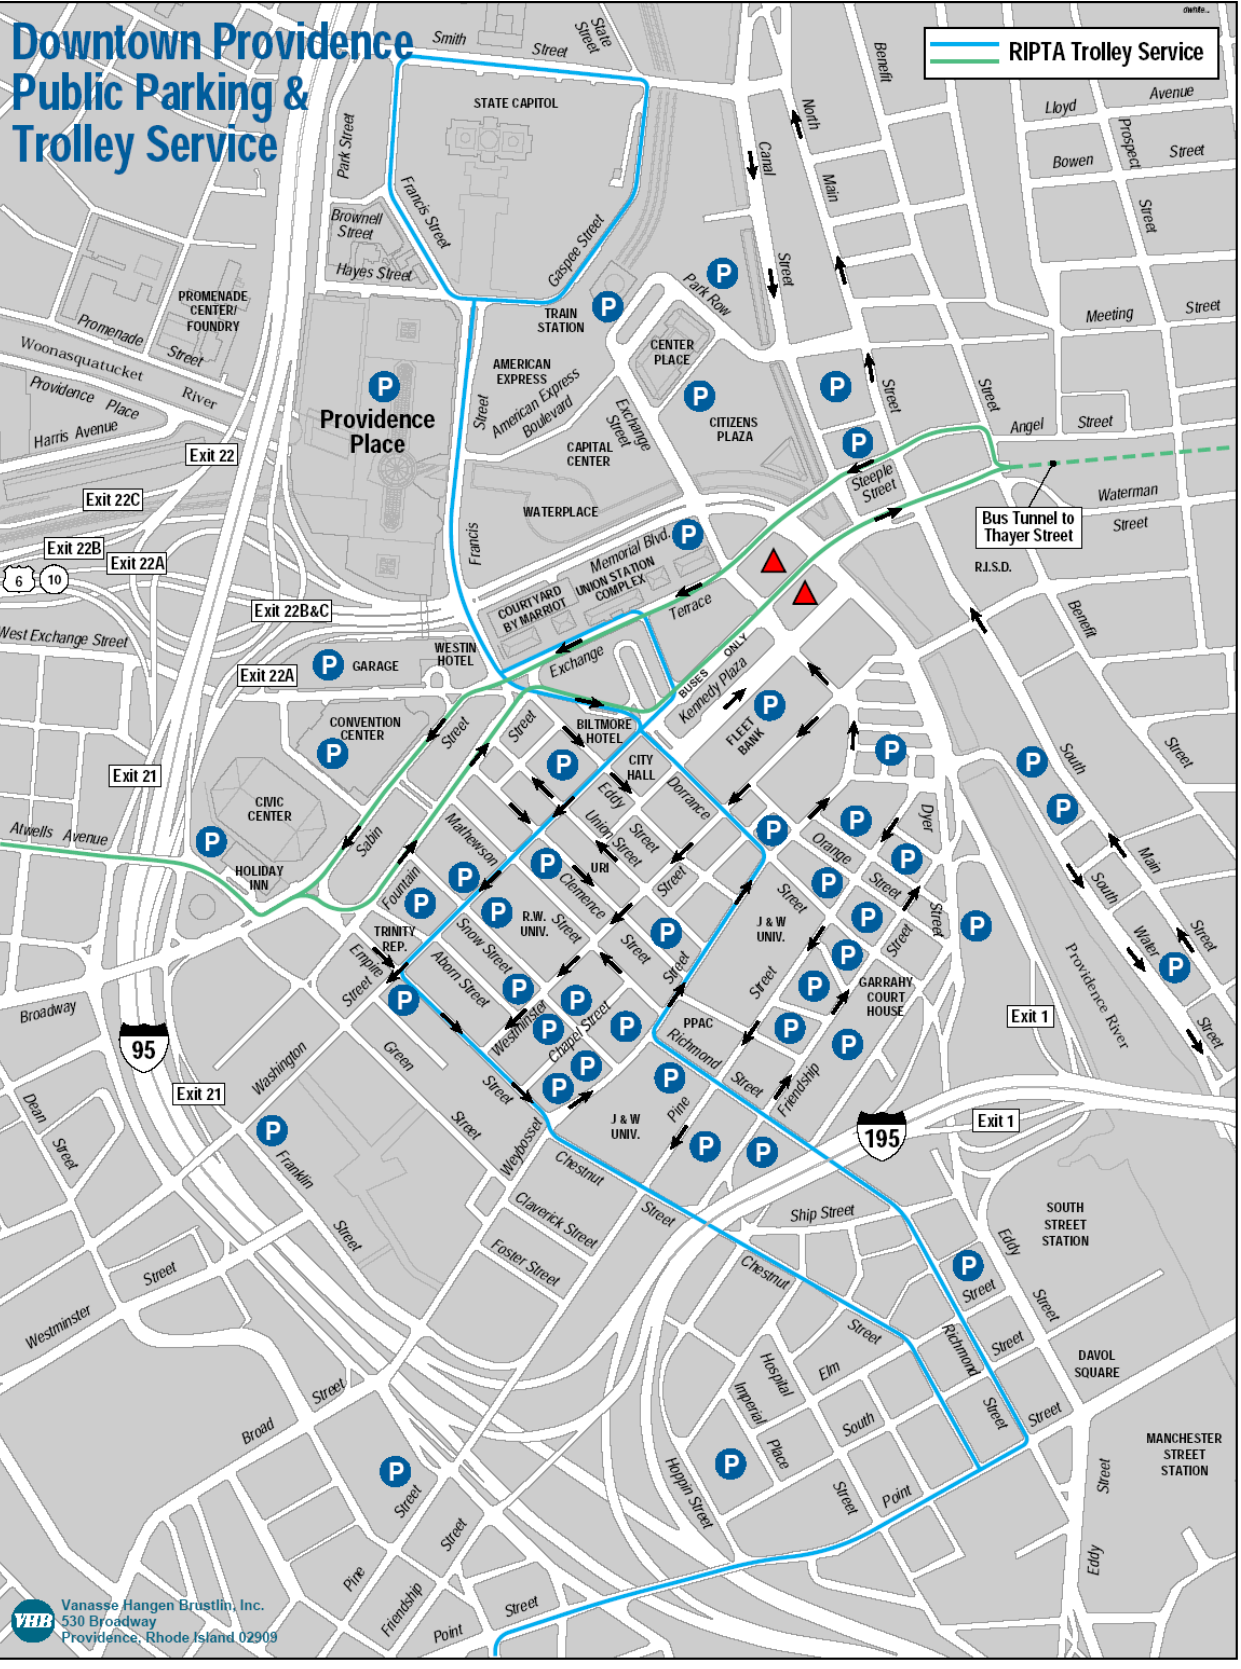 Downtown Providence
Public Parking &
Trolley Service
RIPTA Trolley Service
Smith
Street
State
Street
Benefit
Lloyd
Avenue
Bowen
Prospect
Street
Street
North
Main
Canal
Street
Park Street
STATE CAPITOL
Francis Street
Gaspee Street
Brownell
Street
Hayes Street
Park Row
P
P
TRAIN
STATION
CENTER
PLACE
Meeting
Street
PROMENADE
CENTER/
FOUNDRY
Promenade
Street
Woonasquatucket
River
Providence Place
Harris Avenue
P
Providence
Place
AMERICAN
EXPRESS
American Express
Boulevard
Street
Exchange
Street
CAPITAL
CENTER
P
CITIZENS
PLAZA
P
P
Street
Street
Angel
Street
Steeple
Street
Waterman
Street
Bus Tunnel to
Thayer Street
R.I.S.D.
Exit 22
Exit 22C
Exit 22B
Exit 22A
6
10
Exit 22B&C
Exit 22A
West Exchange Street
WATERPLACE
Francis
Memorial Blvd.
P
UNION STATION
COMPLEX
COURTYARD
BY MARRIOT
Terrace
Exchange
WESTIN
HOTEL
P
GARAGE
BUSES ONLY
Kennedy Plaza
Benefit
CONVENTION
CENTER
P
Street
Street
BILTMORE
HOTEL
CITY
HALL
FLEET
BANK
P
P
P
P
South
Street
P
Exit 21
CIVIC
CENTER
P
HOLIDAY
INN
Atwells Avenue
Sabin
Mathewson
Fountain
Eddy
Street
Union Street
Dorrance
Street
P
P
Orange
Street
P
P
Dyer
Street
Main
Street
South
Water
Street
P
P
P
URI
Clemence
Street
P
P
R.W.
UNIV.
Snow Street
TRINITY
REP.
Empire
Street
Aborn Street
P
P
Westminster
Street
P
P
P
Chapel Street
P
P
P
Street
Street
J & W
UNIV.
Street
P
P
P
P
P
Street
GARRAHY
COURT
HOUSE
P
PPAC
Richmond
Street
Friendship
Providence River
Exit 1
Exit 1
Broadway
95
Exit 21
195
Washington
Green
Street
Street
Dean
Street
P
Franklin
Street
Weybosset
Chestnut
Street
J & W
UNIV.
P
Pine
P
P
Claverick Street
Foster Street
Ship Street
Chestnut
Street
SOUTH
STREET
STATION
Eddy
Street
P
Street
Richmond
Street
Street
DAVOL
SQUARE
Street
Westminster
Street
Broad
Street
Hospital
Elm
Imperial
Place
South
Street
Point
Hoppin Street
P
MANCHESTER
STREET
STATION
Street
Eddy
P
Street
Pine
Street
Friendship
Point
Street
VHB
Vanasse Hangen Brustlin, Inc.
530 Broadway
Providence, Rhode Island 02909